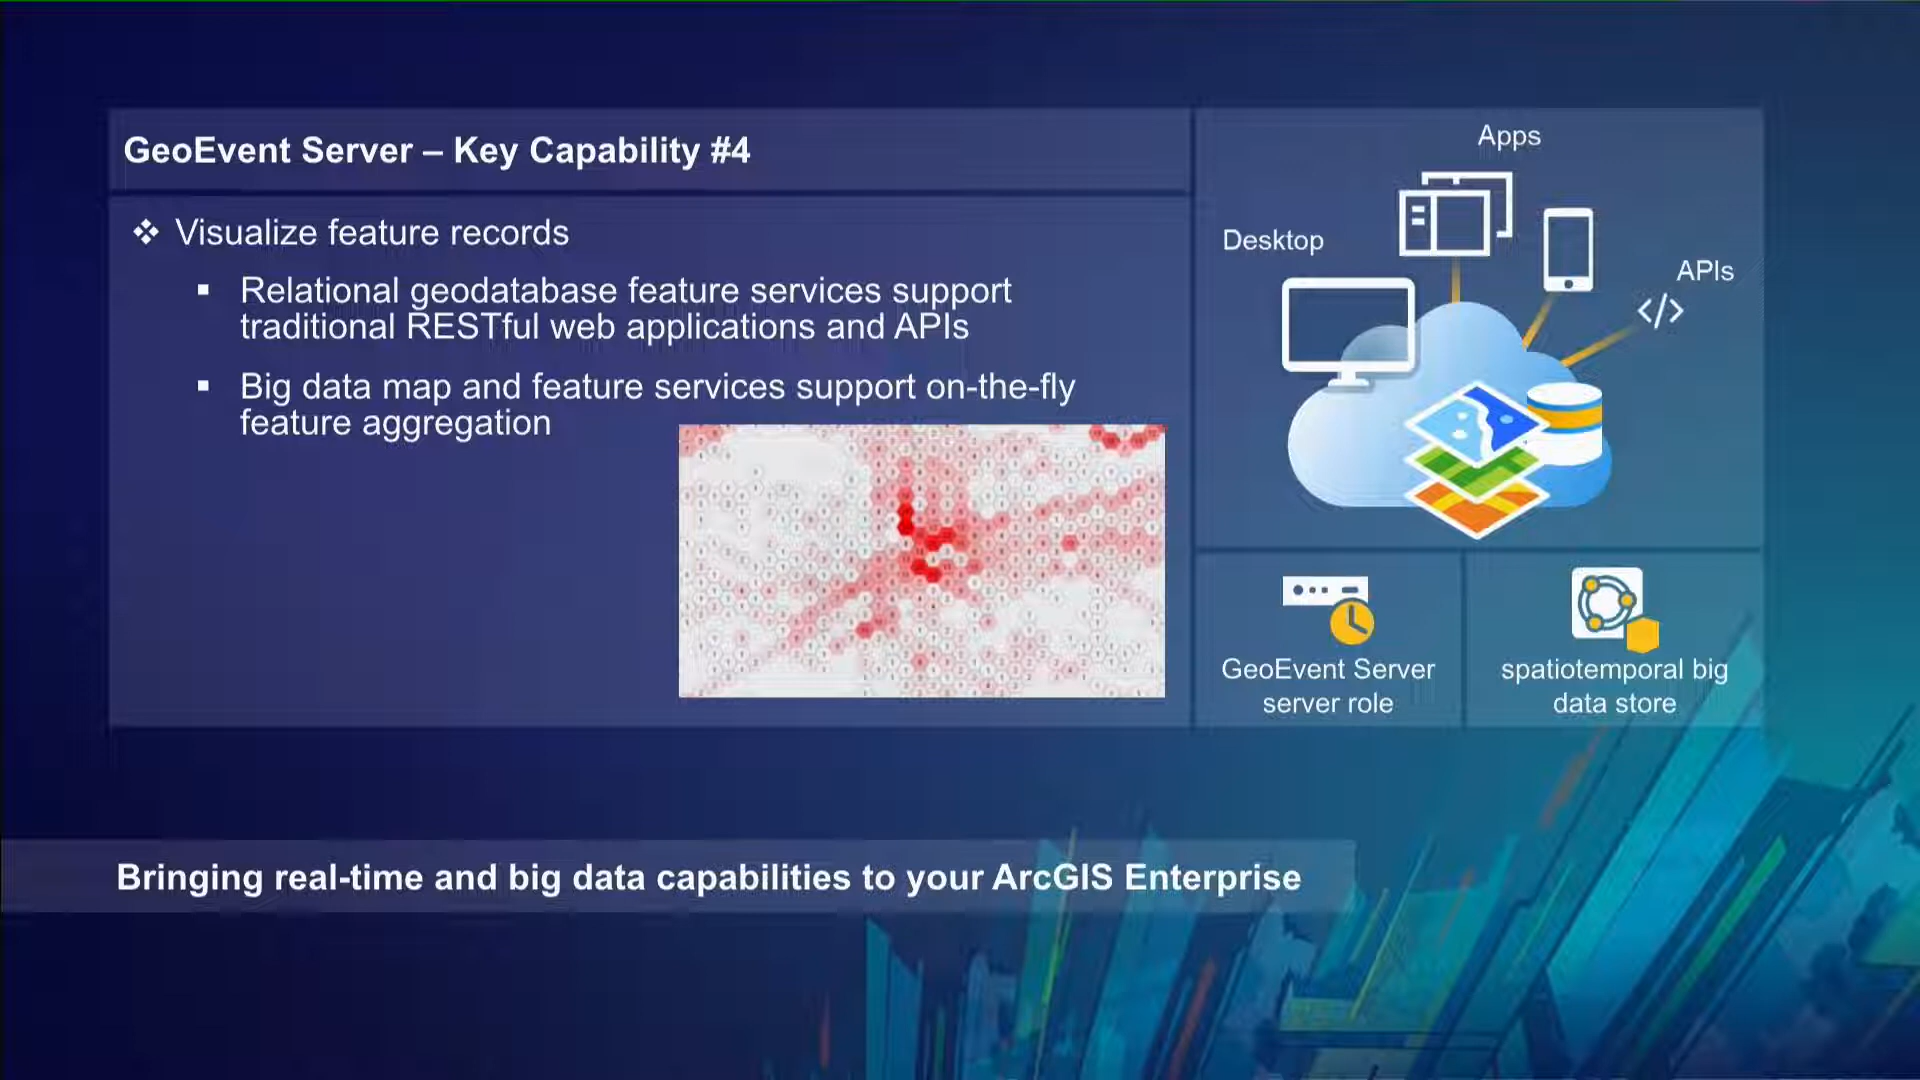 GeoEvent Server – Key Capability #4
Visualize feature records
Relational geodatabase feature services support
traditional RESTful web applications and APIs
Big data map and feature services support on-the-fly
feature aggregation
Apps
Desktop
APIs
</>
GeoEvent Server
server role
spatiotemporal big
data store
Bringing real-time and big data capabilities to your ArcGIS Enterprise